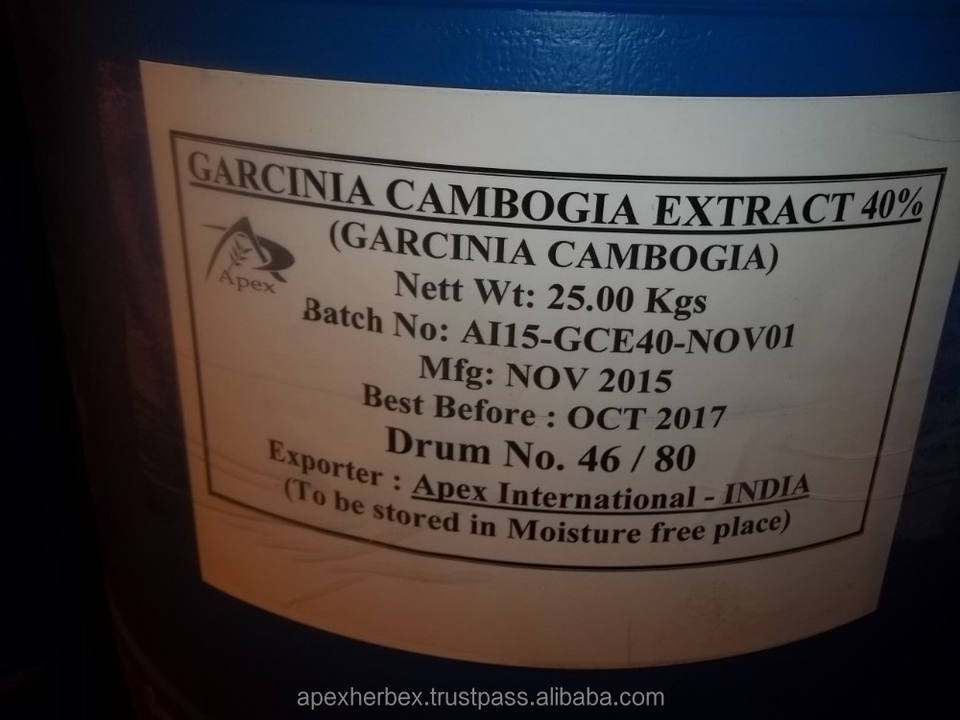 GARCINIA CAMBOGIA EXTRACT 40%
(GARCINIA CAMBOGIA)
Apex
Nett Wt: 25.00 Kgs
Batch No: AI15-GCE40-NOV01
Mfg: NOV 2015
Best Before : OCT 2017
Drum No. 46 / 80
Exporter : Apex International - INDIA
(To be stored in Moisture free place)
apexherbex.trustpass.alibaba.com